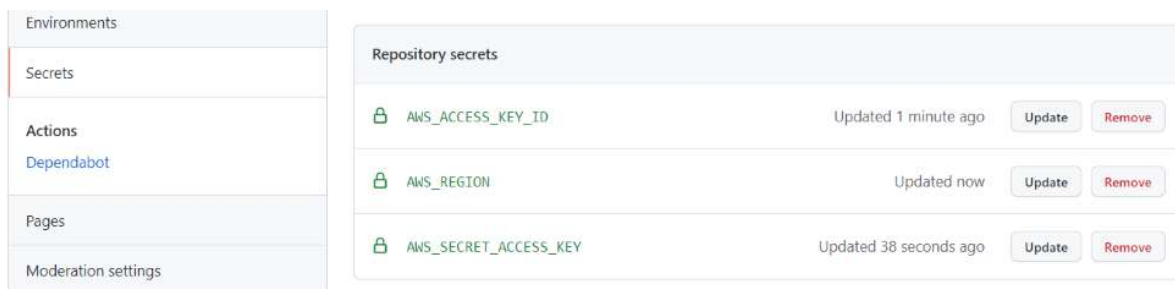 Environments
Secrets
Actions
Dependabot
Pages
Moderation settings
Repository secrets
AWS_ACCESS_KEY_ID Updated 1 minute ago Update Remove
AWS_REGION Updated now Update Remove
AWS_SECRET_ACCESS_KEY Updated 38 seconds ago Update Remove